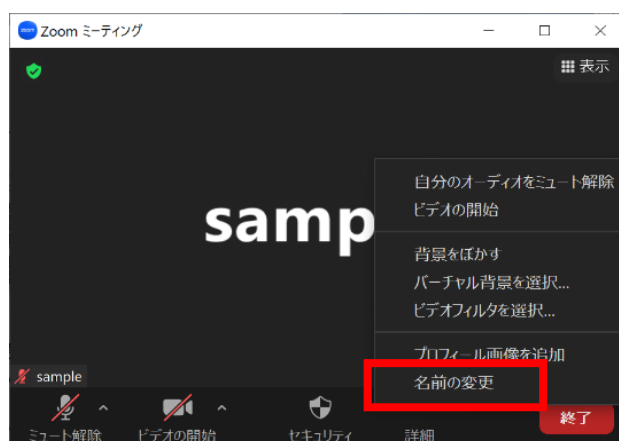 zoom Zoom ミーティング
表示
自分のオーディオをミュート解除
ビデオの開始
samp
背景をぼかす
バーチャル背景を選択...
ビデオフィルタを選択...
プロフィール画像を追加
名前の変更
sample
ミュート解除 ビデオの開始 セキュリティ 詳細 終了